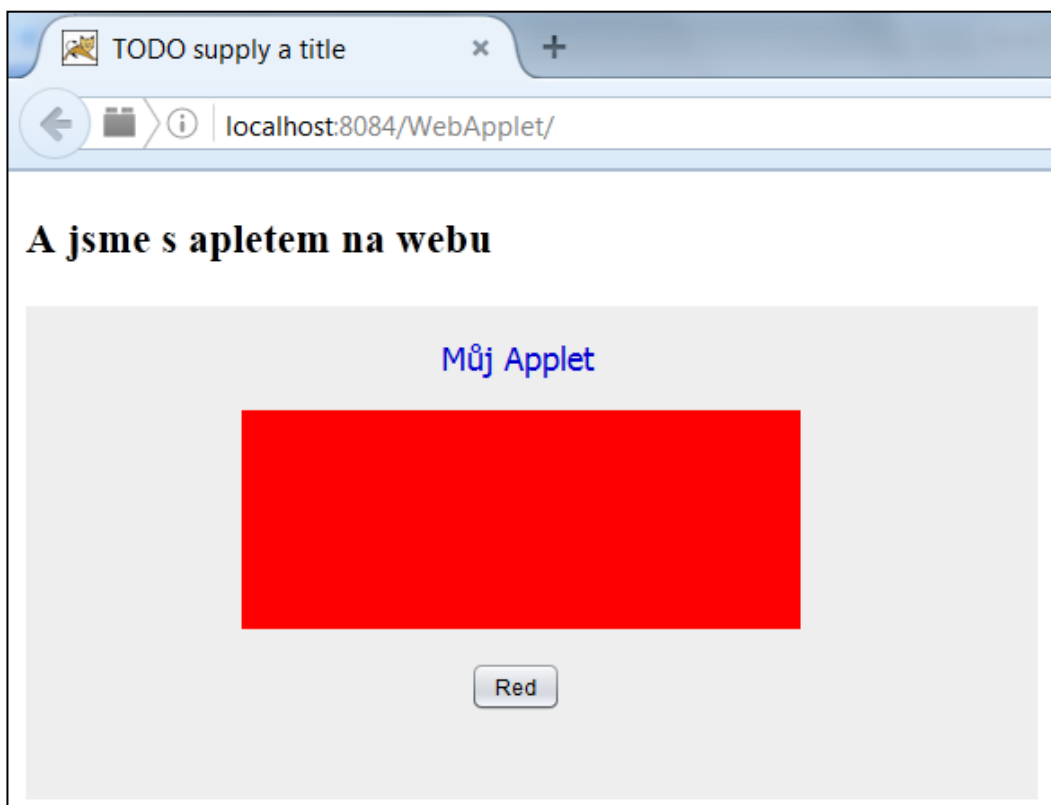 TODO supply a title
localhost:8084/WebApplet/
A jsme s apletem na webu
Můj Applet
Red